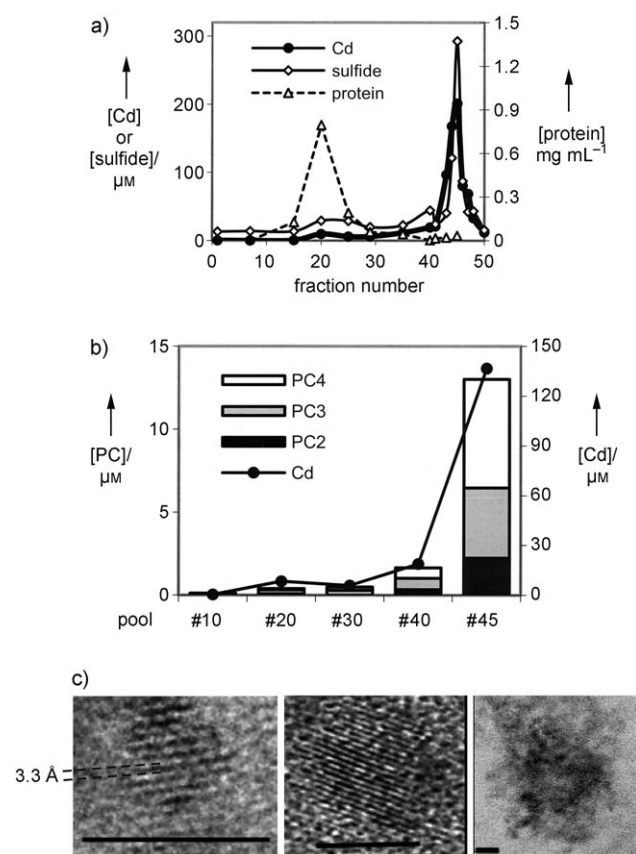 a)
300
200
100
0
[Cd]
or
[sulfide]/
μM
Cd
sulfide
protein
1.5
1.2
0.9
0.6
0.3
0
[protein]
mg mL⁻¹
0 10 20 30 40 50
fraction number
b)
15
10
5
0
[PC]/
μM
PC4
PC3
PC2
Cd
150
120
90
60
30
0
[Cd]/
μM
pool #10 #20 #30 #40 #45
c)
3.3 Å